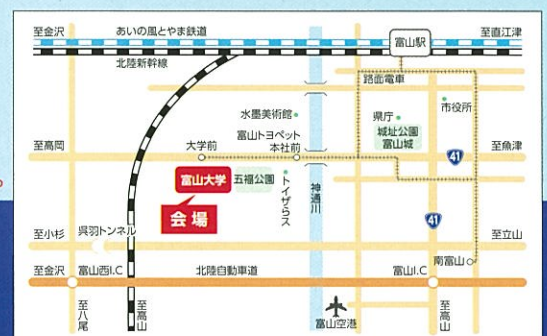 至金沢
あいの風とやま鉄道
富山駅
至直江津
北陸新幹線
路面電車
水墨美術館
県庁
市役所
富山トヨペット
本社前
城址公園
富山城
至高岡
大学前
41
至魚津
富山大学
五福公園
トイザらス
神通川
会場
41
至小杉
呉羽トンネル
至立山
南富山
至金沢
富山西I.C
北陸自動車道
富山I.C
至八尾
至高山
富山空港
至高山